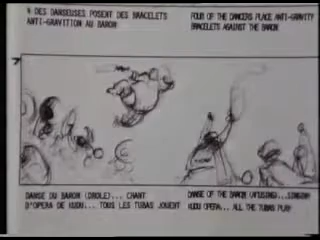 4 DES DANSEUSES POSENT DES BRACELETS
ANTI-GRAVITION AU BARON
FOUR OF THE DANCERS PLACE ANTI-GRAVITY
BRACELETS AGAINST THE BARON
DANSE DU BARON (DROLE)... CHANT
D'OPERA DE KUDU... TOUS LES TUBAS JOUENT
DANSE OF THE BARON (AMUSING)...SINGING
KUDU OPERA... ALL THE TUBAS PLAY